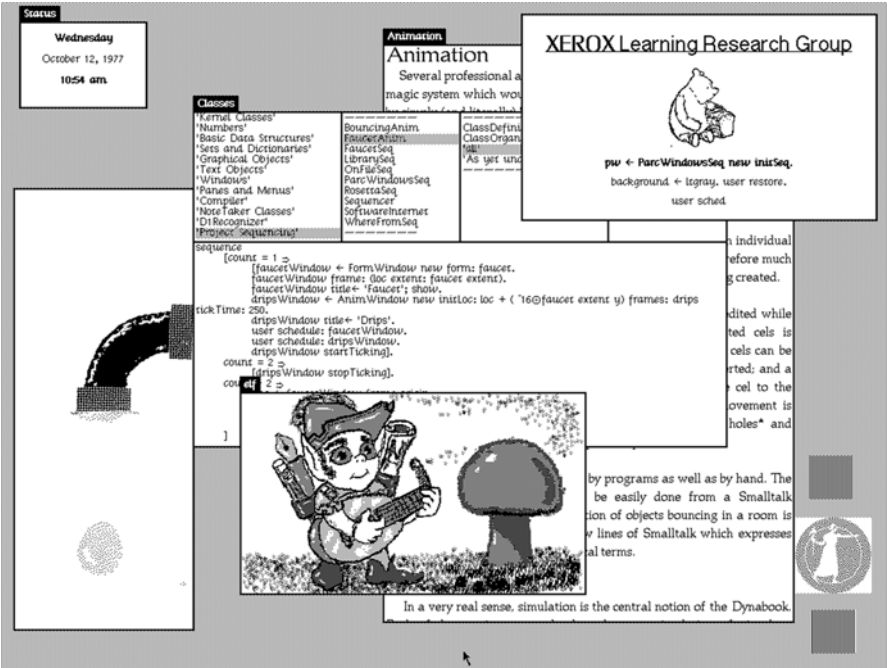 Status
Wednesday
October 12, 1977
10:54 am
Animation
Animation
Several professional a
magic system which wou
XEROX Learning Research Group
pw ← ParcWindowsSeq new initSeq.
background ← ltgray. user restore.
user sched
Classes
'Kernel Classes'
'Numbers'
'Basic Data Structures'
'Sets and Dictionaries'
'Graphical Objects'
'Text Objects'
'Windows'
'Panes and Menus'
'Compiler'
'NoteTaker Classes'
'D1Recognizer'
'Project Sequencing'
BouncingAnim
FaucetAnim
FaucetSeq
LibrarySeq
OnFileSeq
ParcWindowsSeq
RosettaSeq
Sequencer
SoftwareInternet
WhereFromSeq
ClassDefini
ClassOrgan
'all'
'As yet unc
sequence
[count = 1 ⇒
[faucetWindow ← FormWindow new form: faucet.
faucetWindow frame: (loc extent: faucet extent).
faucetWindow title← 'Faucet'; show.
dripsWindow ← AnimWindow new initLoc: loc + ( ¯16⊙faucet extent y) frames: drips
tickTime: 250.
dripsWindow title← 'Drips'.
user schedule: faucetWindow.
user schedule: dripsWindow.
dripsWindow startTicking].
count = 2 ⇒
[dripsWindow stopTicking].
cou = 2 ⇒
]
n individual
refore much
g created.
edited while
ted cels is
cels can be
rted; and a
e cel to the
ovement is
holes* and
elf
by programs as well as by hand. The
be easily done from a Smalltalk
tion of objects bouncing in a room is
w lines of Smalltalk which expresses
cal terms.
In a very real sense, simulation is the central notion of the Dynabook.